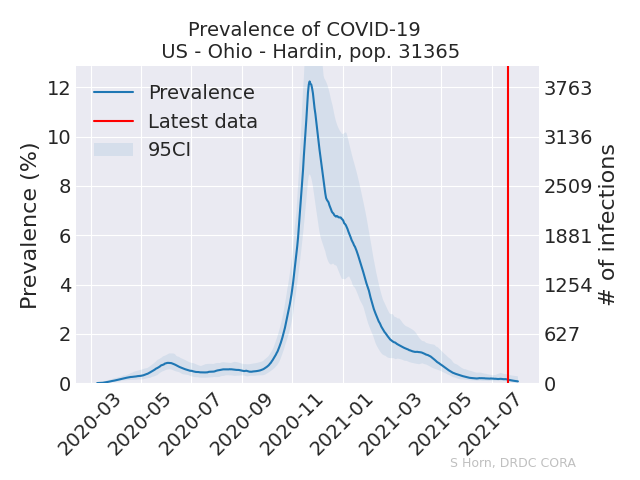 Prevalence of COVID-19
US - Ohio - Hardin, pop. 31365
Prevalence
Latest data
95CI
Prevalence (%)
12
10
8
6
4
2
0
3763
3136
2509
1881
1254
627
0
# of infections
2020-03
2020-05
2020-07
2020-09
2020-11
2021-01
2021-03
2021-05
2021-07
S Horn, DRDC CORA